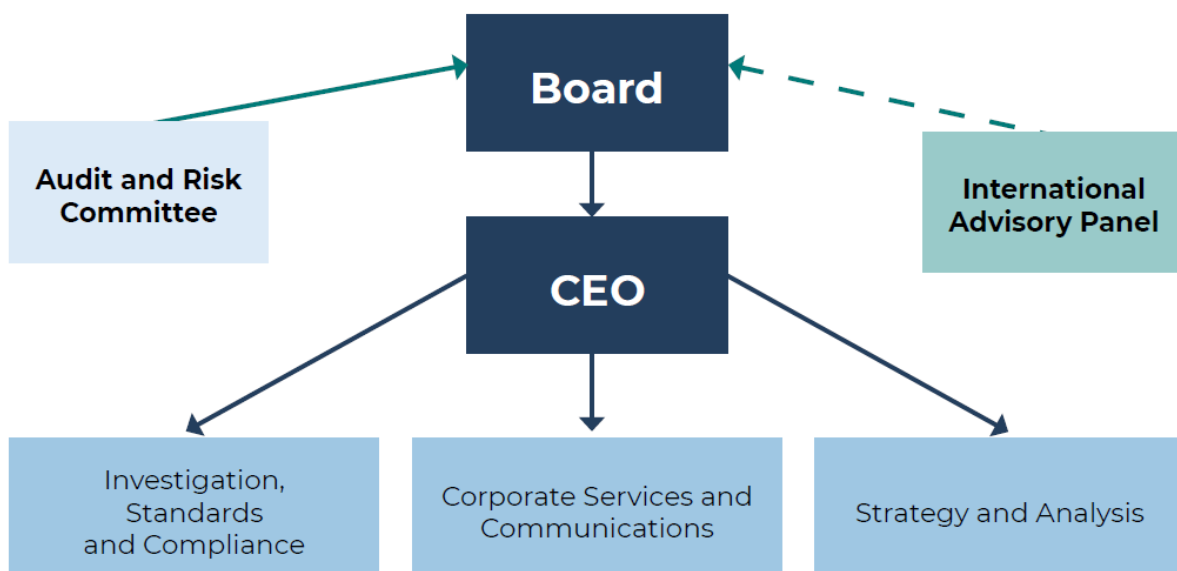 Board
Audit and Risk
Committee
International
Advisory Panel
CEO
Investigation,
Standards
and Compliance
Corporate Services and
Communications
Strategy and Analysis